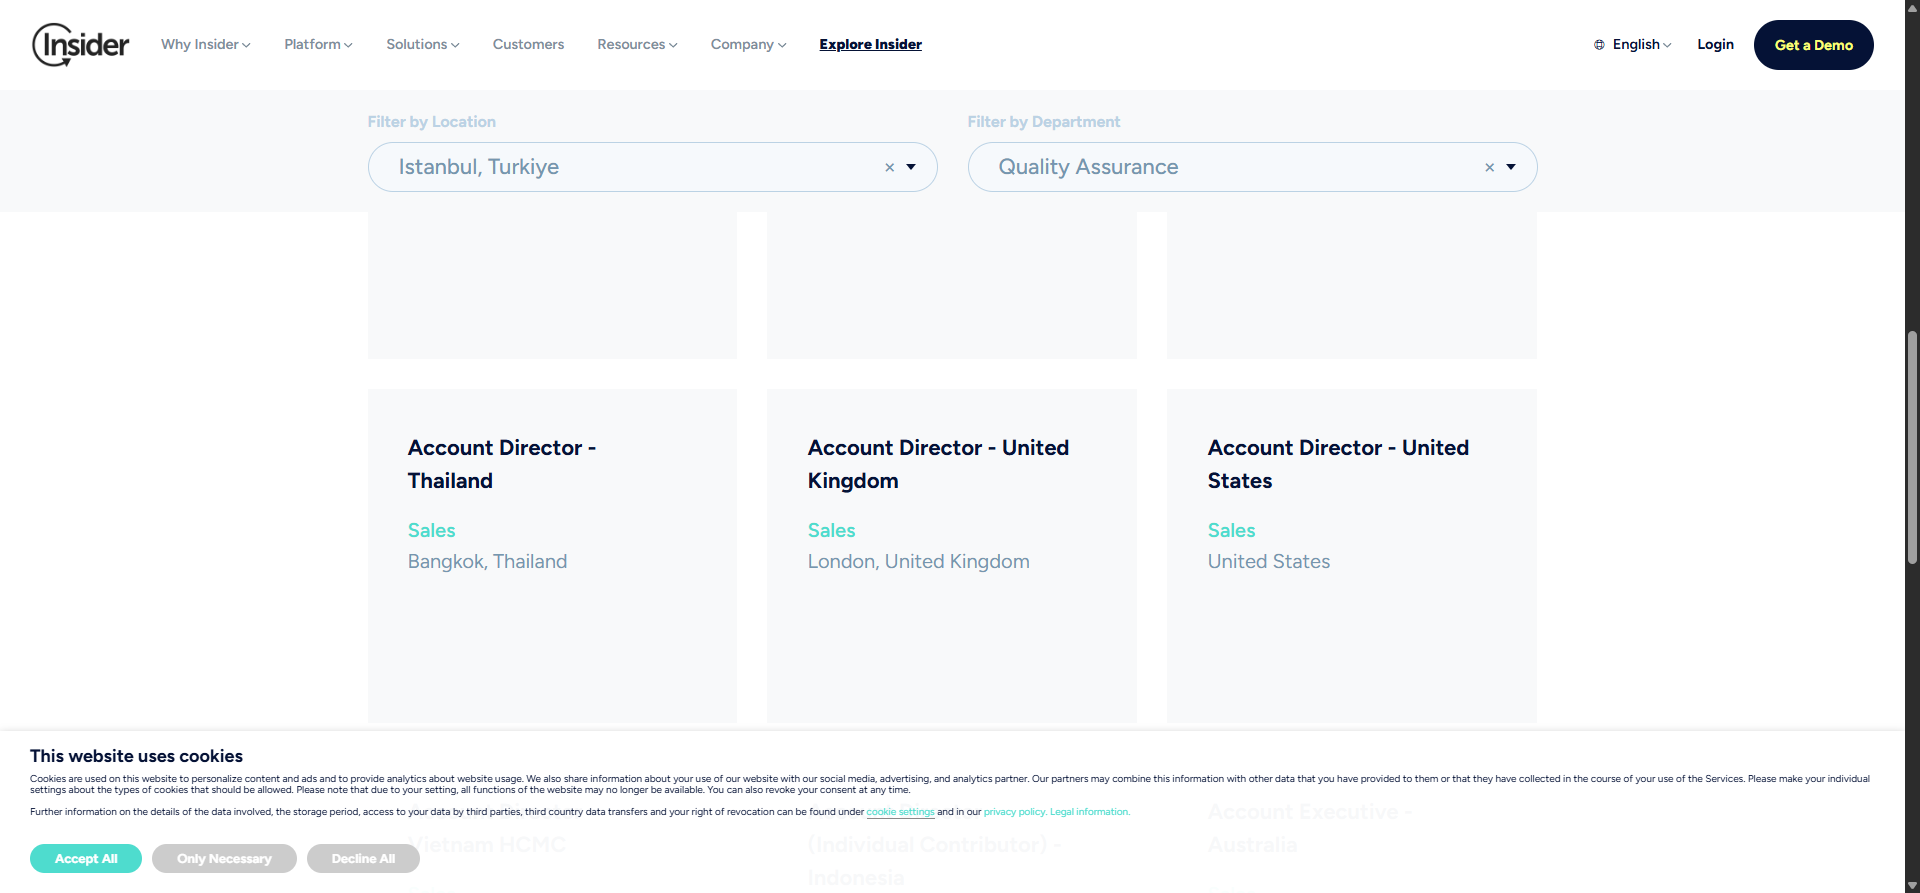 Insider
Why Insider
Platform
Solutions
Customers
Resources
Company
Explore Insider
English
Login
Get a Demo
Filter by Location
Filter by Department
Istanbul, Turkiye
×
Quality Assurance
×
Account Director -
Thailand
Sales
Bangkok, Thailand
Account Director - United
Kingdom
Sales
London, United Kingdom
Account Director - United
States
Sales
United States
This website uses cookies
Cookies are used on this website to personalize content and ads and to provide analytics about website usage. We also share information about your use of our website with our social media, advertising, and analytics partner. Our partners may combine this information with other data that you have provided to them or that they have collected in the course of your use of the Services. Please make your individual
settings about the types of cookies that should be allowed. Please note that due to your setting, all functions of the website may no longer be available. You can also revoke your consent at any time.
Further information on the details of the data involved, the storage period, access to your data by third parties, third country data transfers and your right of revocation can be found under cookie settings and in our privacy policy. Legal information.
Accept All
Only Necessary
Decline All
Vietnam HCMC
(Individual Contributor) -
Indonesia
Account Executive -
Australia